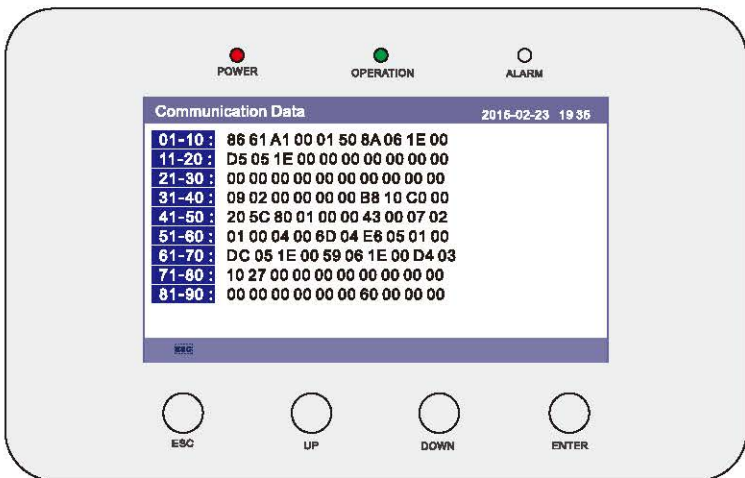 POWER OPERATION ALARM
Communication Data 2016-02-23 19 36
01-10 : 86 61 A1 00 01 50 8A 06 1E 00
11-20 : D5 05 1E 00 00 00 00 00 00 00
21-30 : 00 00 00 00 00 00 00 00 00 00
31-40 : 09 02 00 00 00 00 B8 10 C0 00
41-50 : 20 5C 80 01 00 00 43 00 07 02
51-60 : 01 00 04 00 6D 04 E6 05 01 00
61-70 : DC 05 1E 00 59 06 1E 00 D4 03
71-80 : 10 27 00 00 00 00 00 00 00 00
81-90 : 00 00 00 00 00 00 60 00 00 00
ESC
ESC UP DOWN ENTER